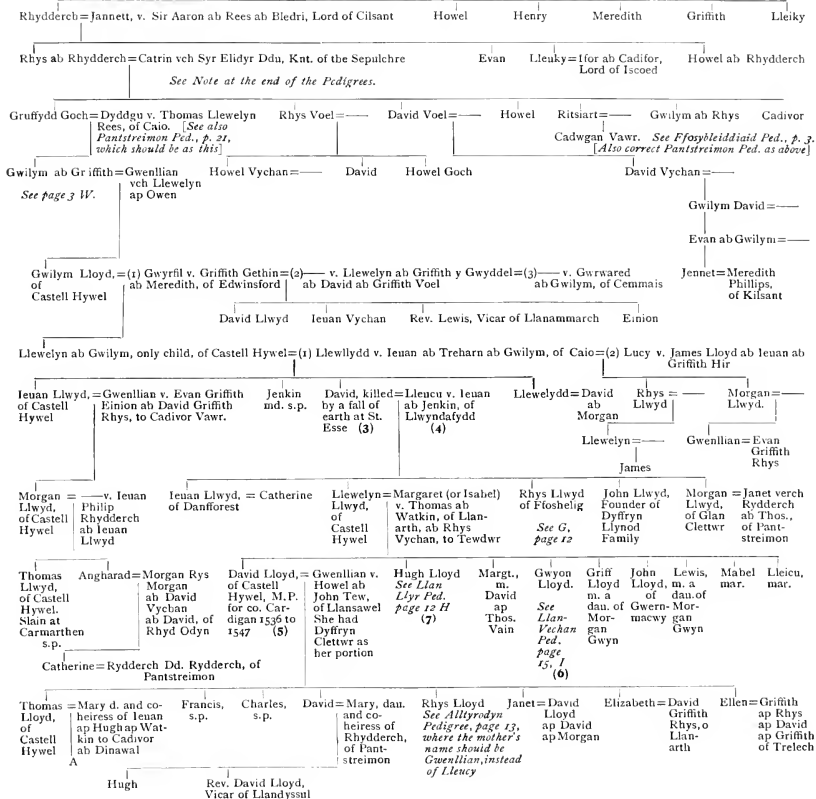 Rhydderch = Jannett, v. Sir Aaron ab Rees ab Bledri, Lord of Cilsant Howel Henry Meredith Griffith Lleiky
Rhys ab Rhydderch = Catrin vch Syr Elidyr Ddu, Knt. of the Sepulchre Evan Lleuky = Ifor ab Cadifor, Lord of Iscoed Howel ab Rhydderch
See Note at the end of the Pedigrees.
Gruffydd Goch = Dyddgu v. Thomas Llewelyn Rees, of Caio. [See also Pantstreimon Ped., p. 21, which should be as this]
Rhys Voel = —— David Voel = —— Howel Ritsiart = —— Gwilym ab Rhys Cadivor
Cadwgan Vawr. See Ffosybleiddiaid Ped., p. 3.
[Also correct Pantstreimon Ped. as above]
Gwilym ab Griffith = Gwenllian vch Llewelyn ap Owen
See page 3 W.
Howel Vychan = —— David Howel Goch David Vychan = ——
Gwilym David = ——
Evan ab Gwilym = ——
Jennet = Meredith Phillips, of Kilsant
Gwilym Lloyd, of Castell Hywel = (1) Gwyrfil v. Griffith Gethin ab Meredith, of Edwinsford = (2) —— v. Llewelyn ab Griffith y Gwyddel ab David ab Griffith Voel = (3) —— v. Gwrwared ab Gwilym, of Cemmais
David Llwyd Ieuan Vychan Rev. Lewis, Vicar of Llanammarch Einion
Llewelyn ab Gwilym, only child, of Castell Hywel = (1) Llewllydd v. Ieuan ab Treharn ab Gwilym, of Caio = (2) Lucy v. James Lloyd ab Ieuan ab Griffith Hir
Ieuan Llwyd, of Castell Hywel = Gwenllian v. Evan Griffith Einion ab David Griffith Rhys, to Cadivor Vawr.
Jenkin md. s.p.
David, killed by a fall of earth at St. Esse (3) = Lleucu v. Ieuan ab Jenkin, of Llwyndafydd (4)
Llewelydd = David ab Morgan
Rhys Llwyd = ——
Morgan Llwyd. = ——
Llewelyn = ——
James
Gwenllian = Evan Griffith Rhys
Morgan Llwyd, of Castell Hywel = —— v. Ieuan Philip Rhydderch ab Ieuan Llwyd
Ieuan Llwyd, of Danfforest = Catherine
Llewelyn Llwyd, of Castell Hywel = Margaret (or Isabel) v. Thomas ab Watkin, of Llanarth, ab Rhys Vychan, to Tewdwr
Rhys Llwyd of Ffoshelig
See G, page 12
John Llwyd, Founder of Dyffryn Llynod Family
Morgan Llwyd, of Glan Clettwr = Janet verch Rydderch ab Thos., of Pantstreimon
Thomas Llwyd, of Castell Hywel. Slain at Carmarthen s.p.
Angharad = Morgan Rys Morgan ab David Vychan ab David, of Rhyd Odyn
David Lloyd, of Castell Hywel, M.P. for co. Cardigan 1536 to 1547 (5) = Gwenllian v. Howel ab John Tew, of Llansawel She had Dyffryn Clettwr as her portion
Hugh Lloyd See Llan Llyr Ped. page 12 H (7)
Margt., m. David ap Thos. Vain
Gwyon Lloyd. See Llan-Vechan Ped. page 15, I (6)
Griff Lloyd m. a dau. of Morgan Gwyn
John Lloyd, of Gwernmacwy
Lewis, m. a dau. of Morgan Gwyn
Mabel mar.
Lleicu, mar.
Catherine = Rydderch Dd. Rydderch, of Pantstreimon
Thomas Lloyd, of Castell Hywel = Mary d. and coheiress of Ieuan ap Hugh ap Watkin to Cadivor ab Dinawal
A
Francis, s.p.
Charles, s.p.
David = Mary, dau. and coheiress of Rhydderch, of Pantstreimon
Rhys Lloyd See Alltyrodyn Pedigree, page 13, where the mother's name should be Gwenllian, instead of Lleucy
Janet = David Lloyd ap David ap Morgan
Elizabeth = David Griffith Rhys, o Llanarth
Ellen = Griffith ap Rhys ap David ap Griffith of Trelech
Hugh
Rev. David Lloyd, Vicar of Llandyssul